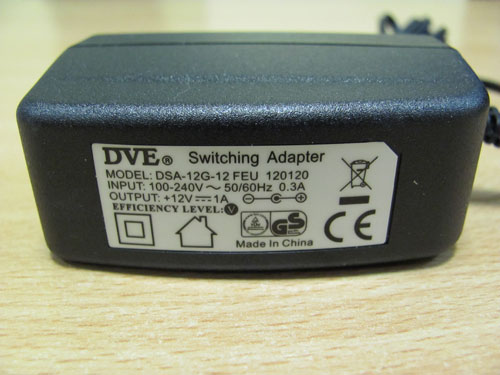 DVE® Switching Adapter
MODEL: DSA-12G-12 FEU 120120
INPUT: 100-240V ~ 50/60Hz 0.3A
OUTPUT: +12V⎓1A
EFFICIENCY LEVEL: V
GS
CE
Made In China